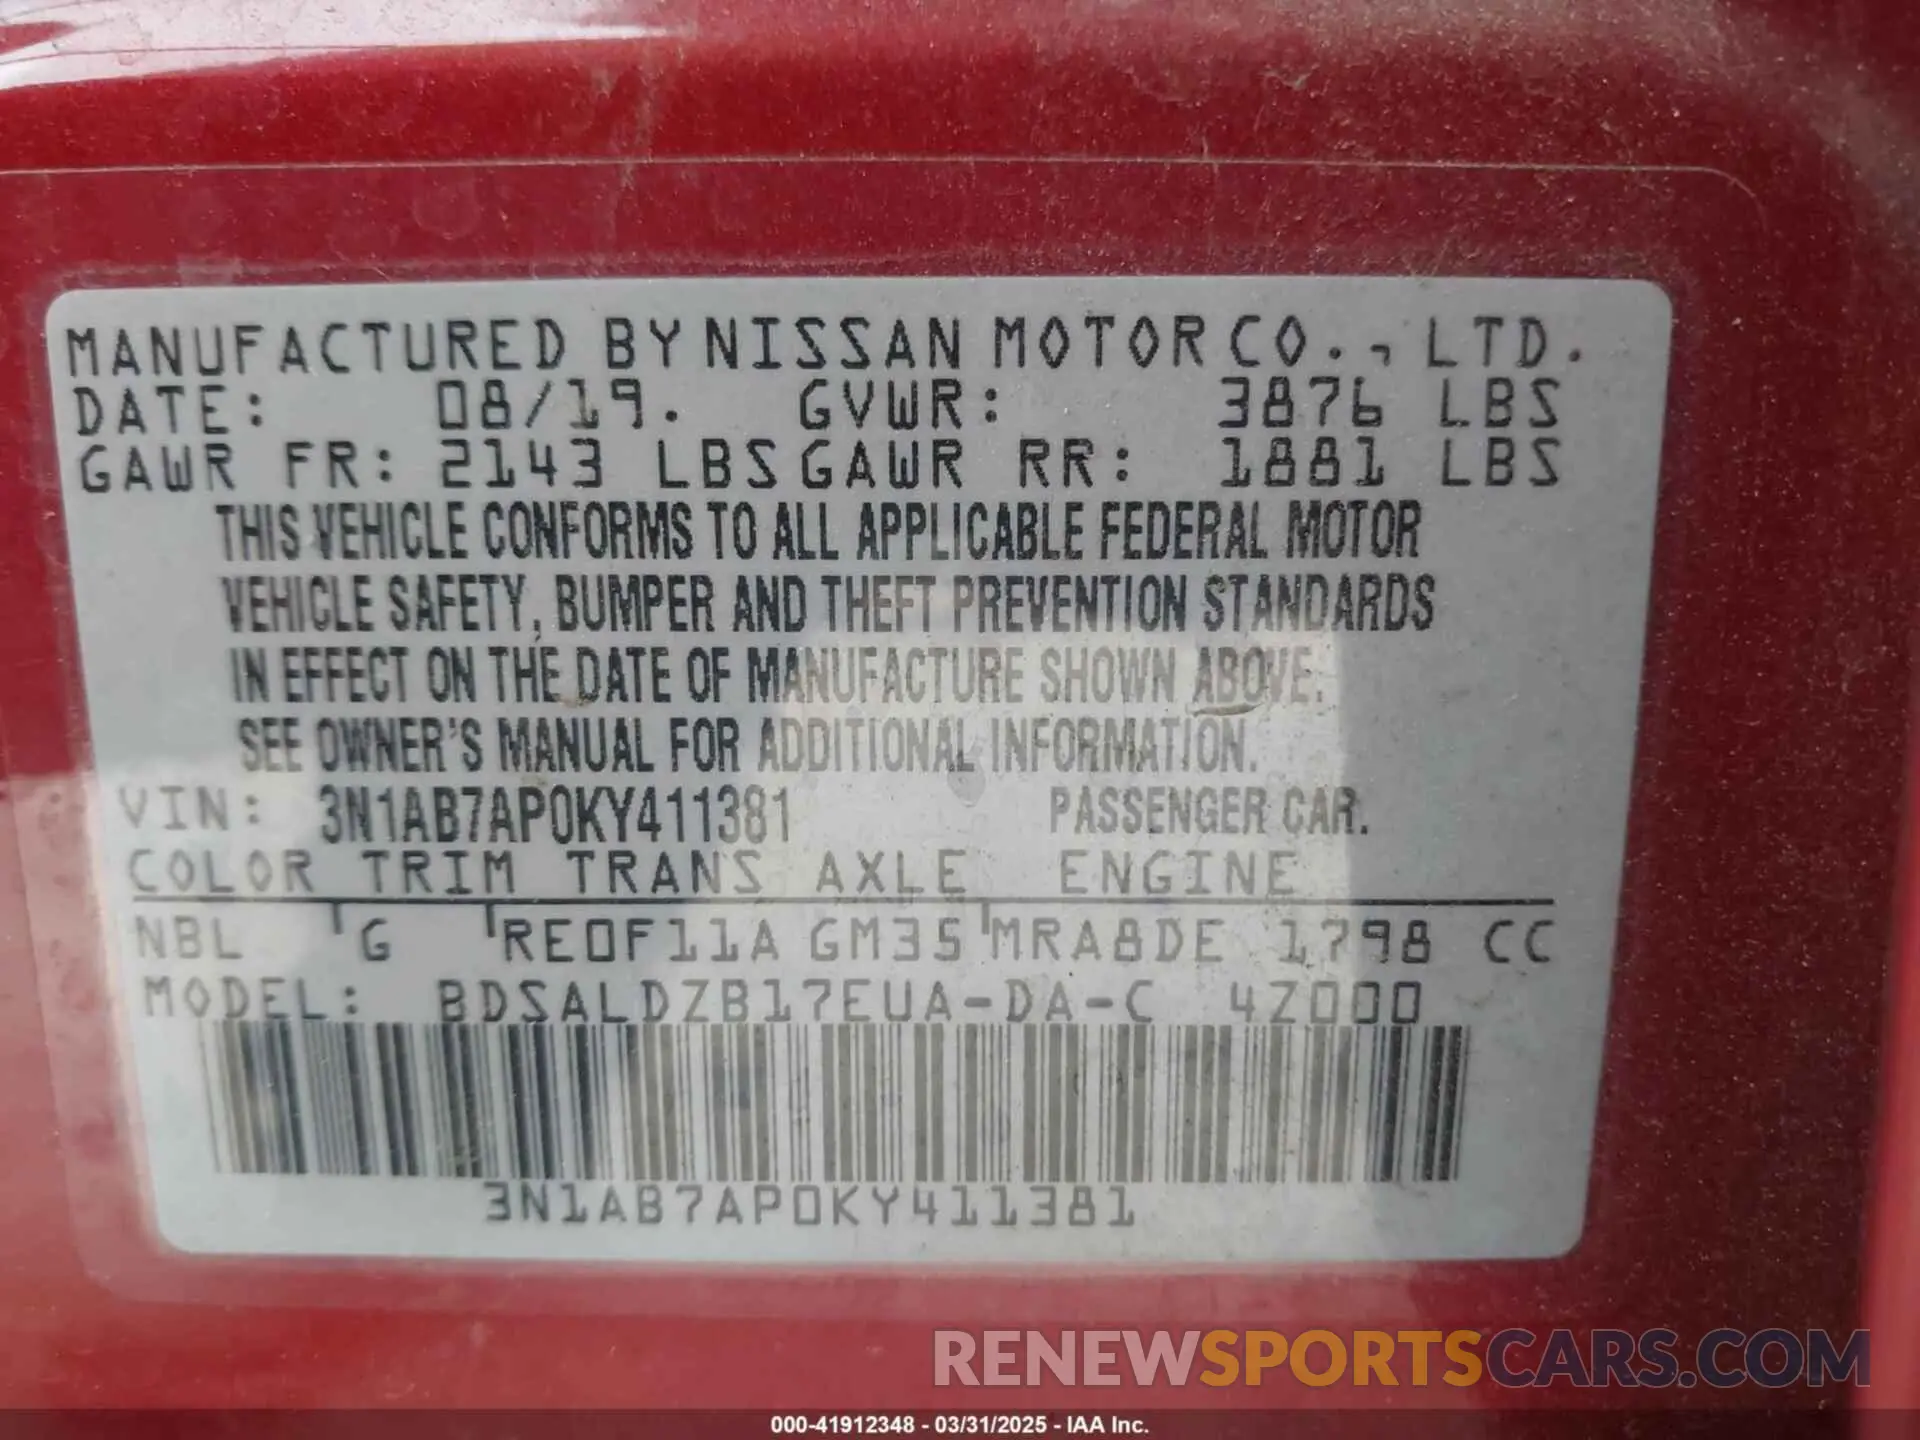 MANUFACTURED BY NISSAN MOTOR CO., LTD.
DATE: 08/19. GVWR: 3876 LBS
GAWR FR: 2143 LBS GAWR RR: 1881 LBS
THIS VEHICLE CONFORMS TO ALL APPLICABLE FEDERAL MOTOR
VEHICLE SAFETY, BUMPER AND THEFT PREVENTION STANDARDS
IN EFFECT ON THE DATE OF MANUFACTURE SHOWN ABOVE.
SEE OWNER'S MANUAL FOR ADDITIONAL INFORMATION.
VIN: 3N1AB7AP0KY411381 PASSENGER CAR.
COLOR TRIM TRANS AXLE ENGINE
NBL G RE0F11A GM35 MRA8DE 1798 CC
MODEL: BDSALDZB17EUA-DA-C 4Z000
3N1AB7AP0KY411381
RENEWSPORTSCARS.COM
000-41912348 - 03/31/2025 - IAA Inc.